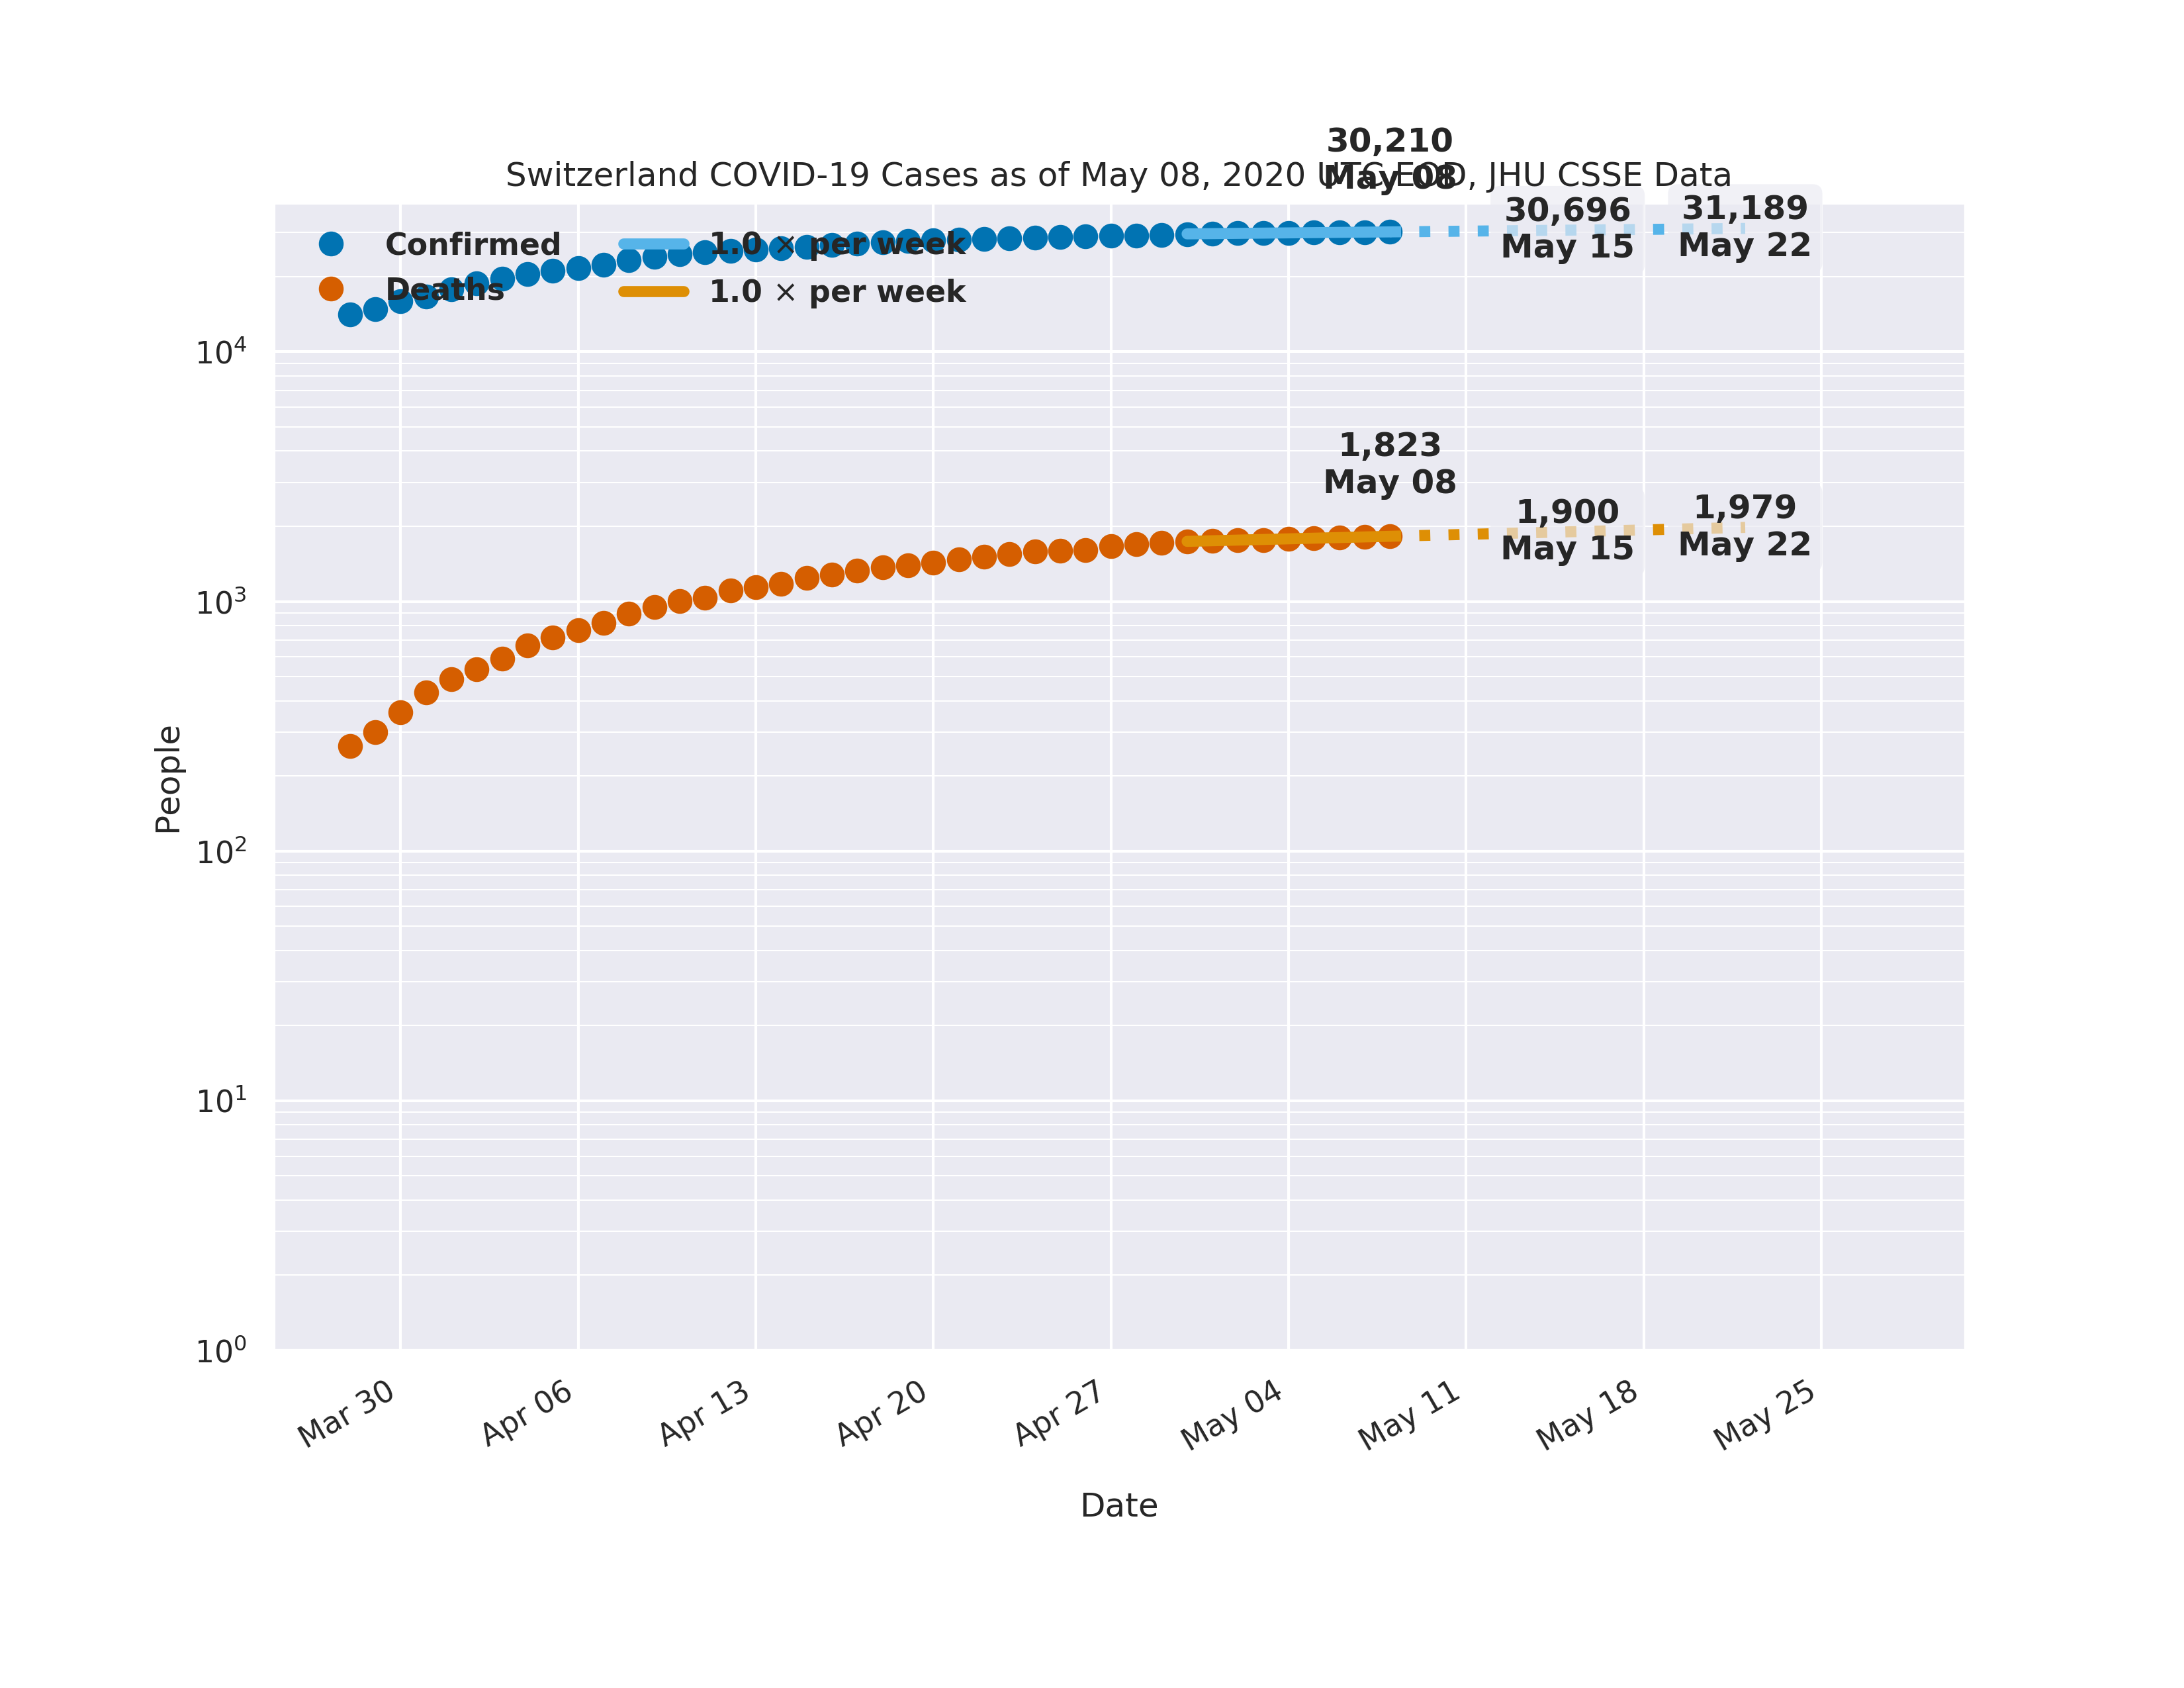 30,210
May 08
Switzerland COVID-19 Cases as of May 08, 2020 UTC EOD, JHU CSSE Data
30,696
May 15
31,189
May 22
Confirmed
Deaths
1.0 × per week
1.0 × per week
1,823
May 08
1,900
May 15
1,979
May 22
People
10⁴
10³
10²
10¹
10⁰
Mar 30
Apr 06
Apr 13
Apr 20
Apr 27
May 04
May 11
May 18
May 25
Date